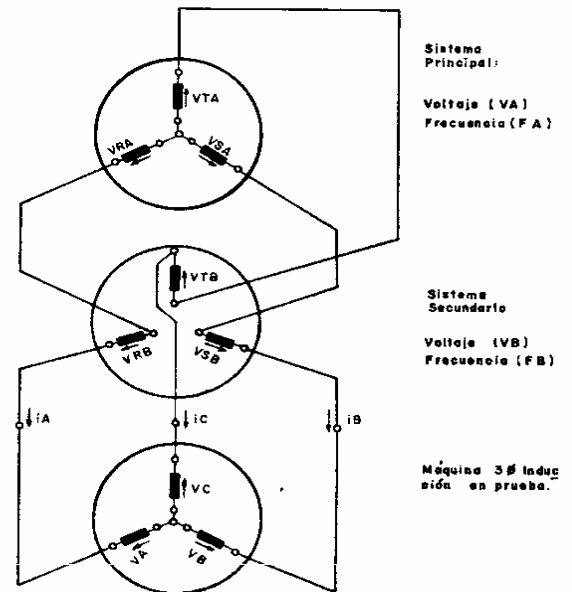 Sistema
Principal:
Voltaje (VA)
Frecuencia (FA)
VTA
VRA
VSA
VTB
VRB
VSB
Sistema
Secundario
Voltaje (VB)
Frecuencia (FB)
iA
iC
iB
VC
VA
VB
Máquina 3Ø Induc
sión en prueba.